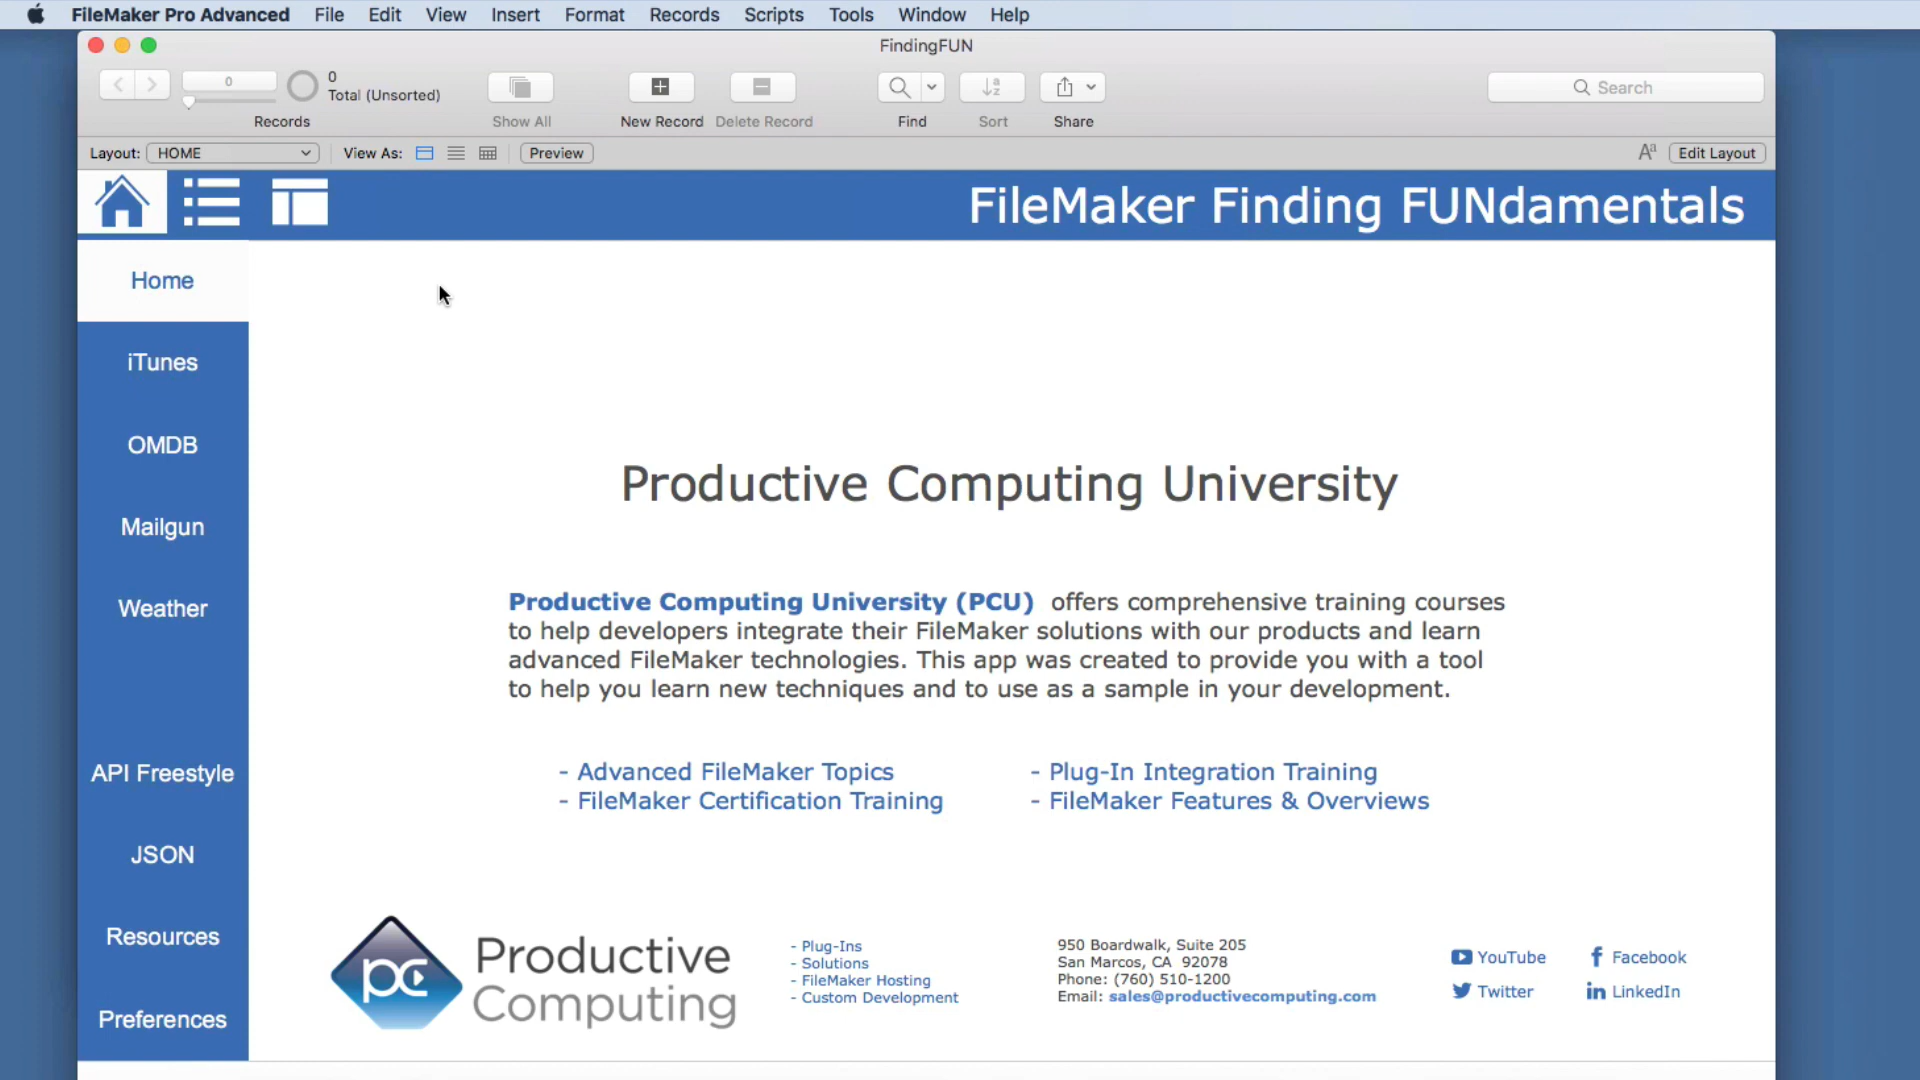 FileMaker Pro Advanced File Edit View Insert Format Records Scripts Tools Window Help
FindingFUN
0
0
Total (Unsorted)
Search
Records
Show All
New Record
Delete Record
Find
Sort
Share
Layout: HOME
View As:
Preview
Aa
Edit Layout
FileMaker Finding FUNdamentals
Home
iTunes
OMDB
Mailgun
Weather
API Freestyle
JSON
Resources
Preferences
Productive Computing University
Productive Computing University (PCU) offers comprehensive training courses
to help developers integrate their FileMaker solutions with our products and learn
advanced FileMaker technologies. This app was created to provide you with a tool
to help you learn new techniques and to use as a sample in your development.
- Advanced FileMaker Topics
- FileMaker Certification Training
- Plug-In Integration Training
- FileMaker Features & Overviews
pc
Productive
Computing
- Plug-Ins
- Solutions
- FileMaker Hosting
- Custom Development
950 Boardwalk, Suite 205
San Marcos, CA 92078
Phone: (760) 510-1200
Email: sales@productivecomputing.com
YouTube
Facebook
Twitter
LinkedIn